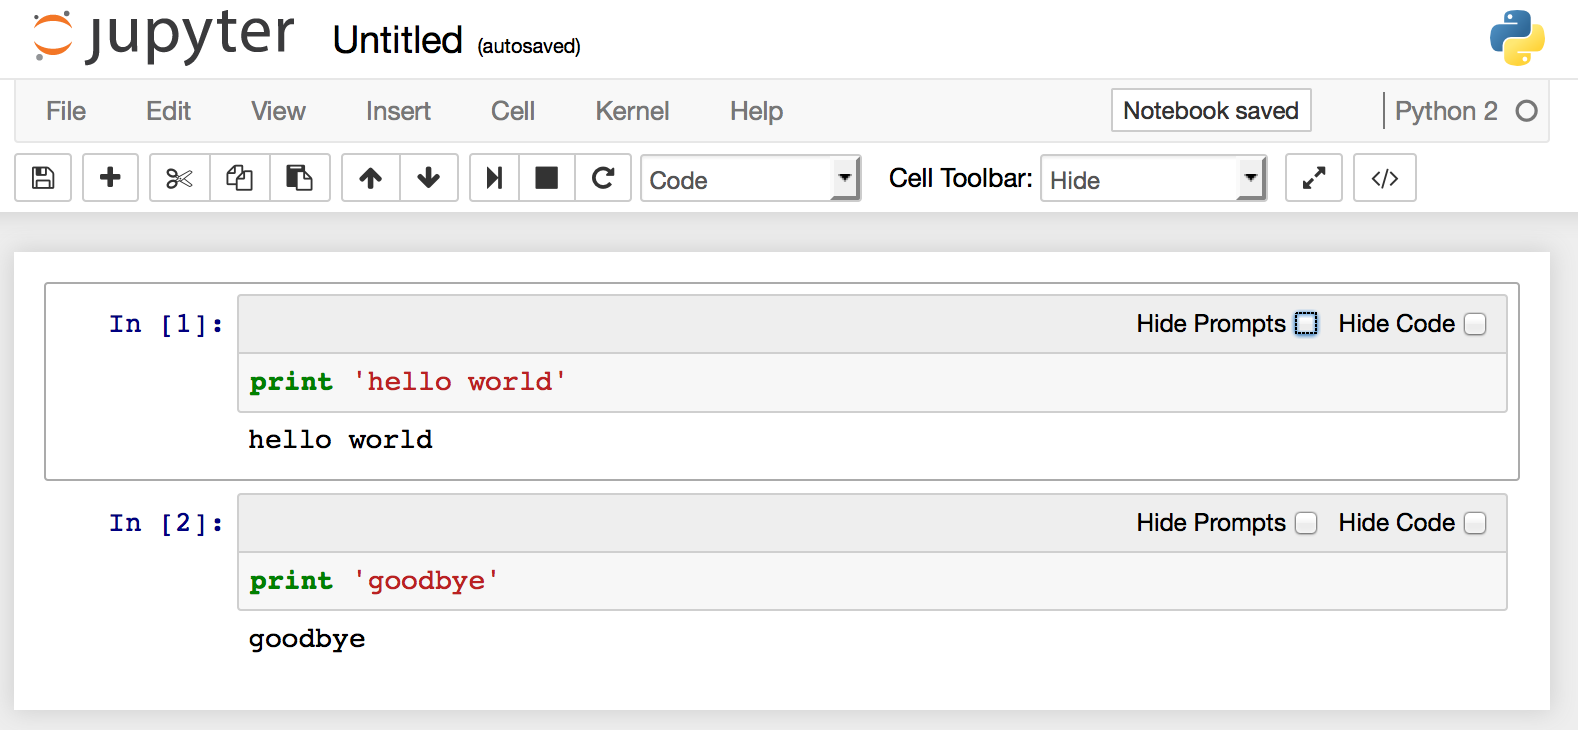 jupyter Untitled (autosaved)
File Edit View Insert Cell Kernel Help Notebook saved Python 2
Code Cell Toolbar: Hide </>
In [1]: Hide Prompts Hide Code
print 'hello world'
hello world
In [2]: Hide Prompts Hide Code
print 'goodbye'
goodbye